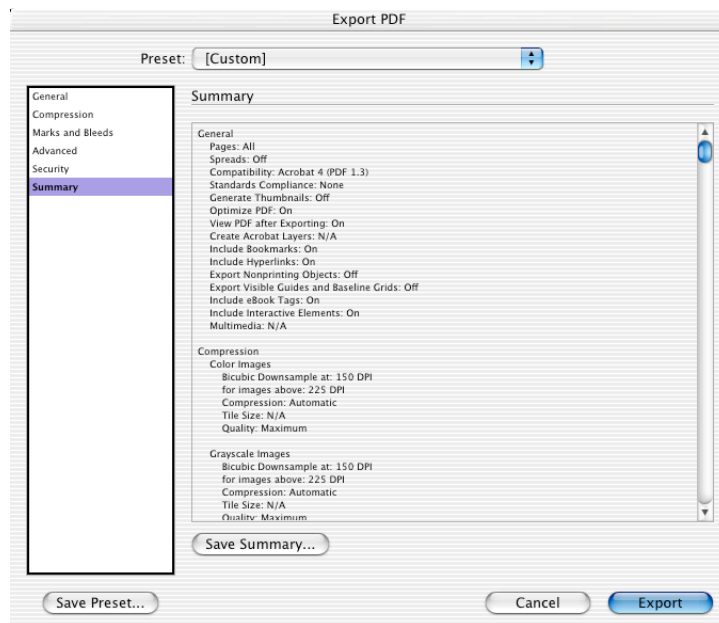 Export PDF
Preset: [Custom]
General
Compression
Marks and Bleeds
Advanced
Security
Summary
Summary
General
Pages: All
Spreads: Off
Compatibility: Acrobat 4 (PDF 1.3)
Standards Compliance: None
Generate Thumbnails: Off
Optimize PDF: On
View PDF after Exporting: On
Create Acrobat Layers: N/A
Include Bookmarks: On
Include Hyperlinks: On
Export Nonprinting Objects: Off
Export Visible Guides and Baseline Grids: Off
Include eBook Tags: On
Include Interactive Elements: On
Multimedia: N/A
Compression
Color Images
Bicubic Downsample at: 150 DPI
for images above: 225 DPI
Compression: Automatic
Tile Size: N/A
Quality: Maximum
Grayscale Images
Bicubic Downsample at: 150 DPI
for images above: 225 DPI
Compression: Automatic
Tile Size: N/A
Quality: Maximum
Save Summary...
Save Preset... Cancel Export